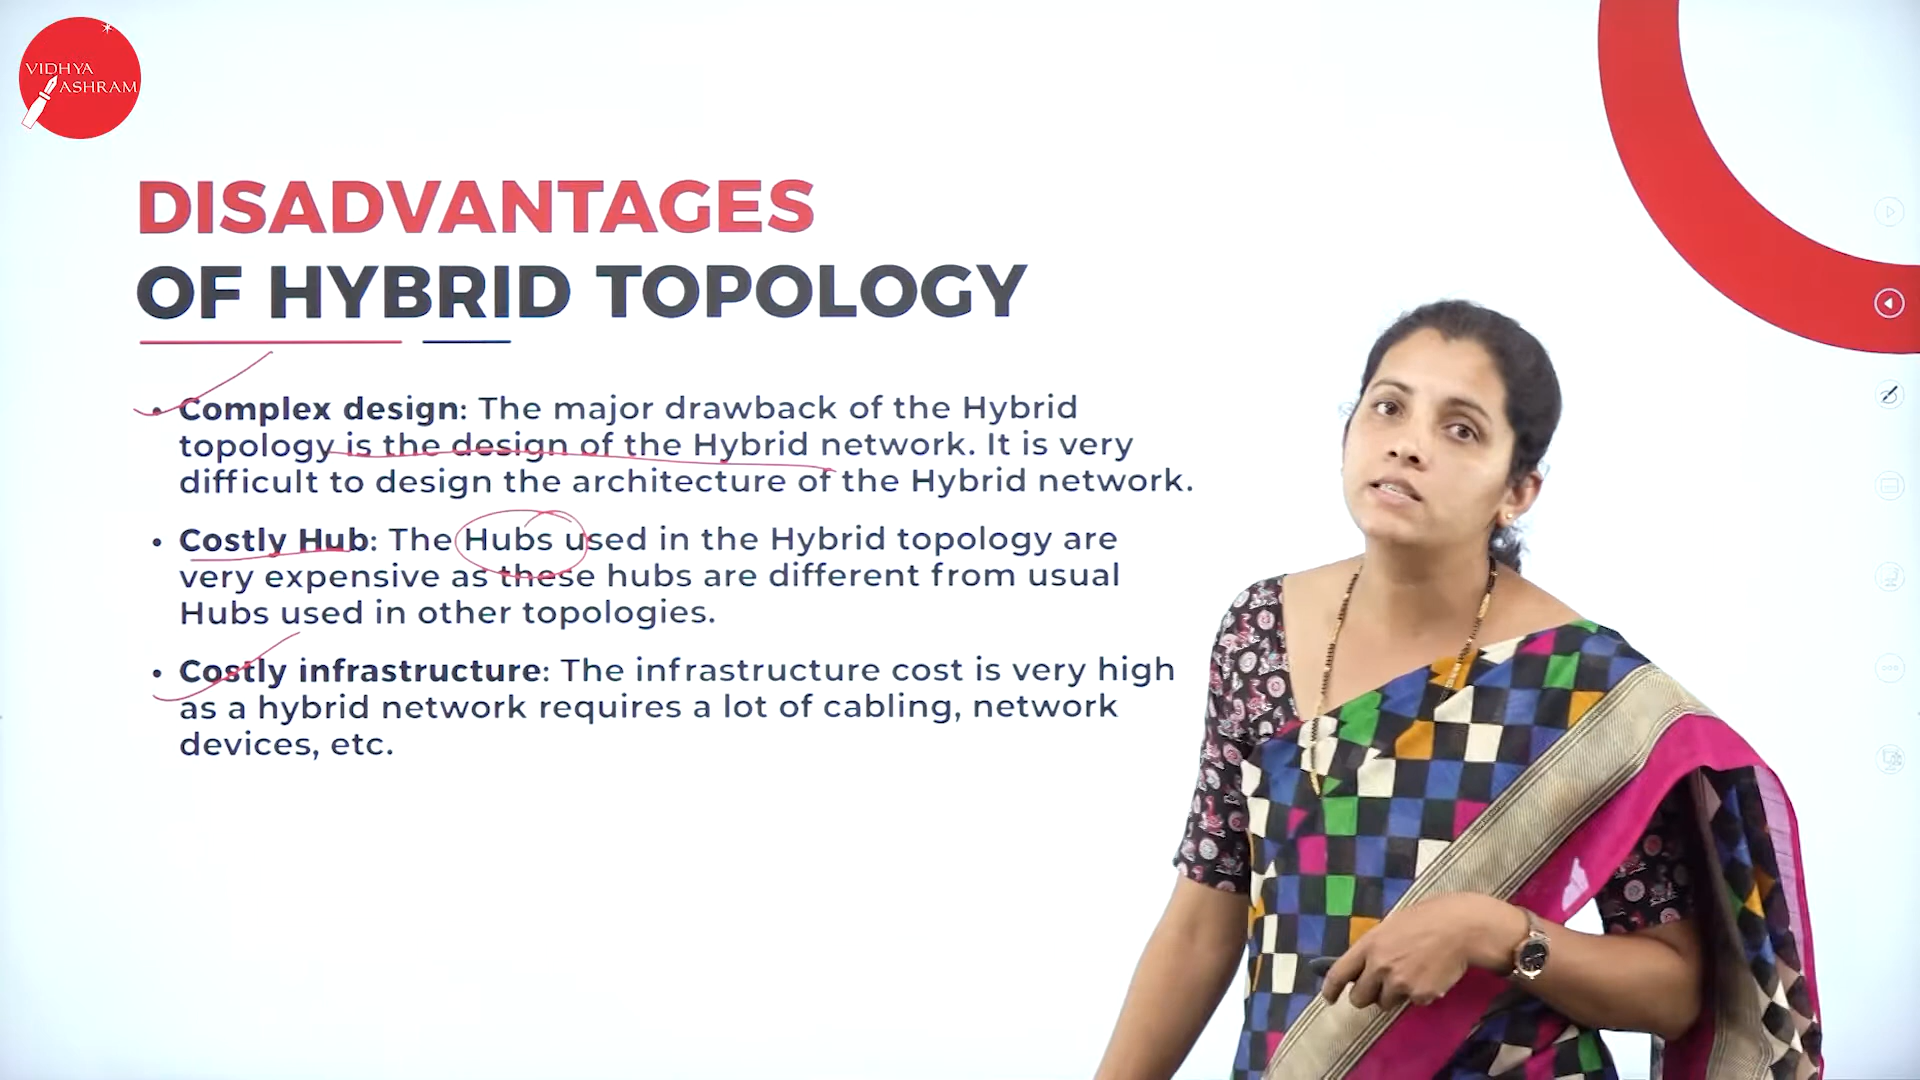 VIDHYA
ASHRAM
DISADVANTAGES
OF HYBRID TOPOLOGY
• Complex design: The major drawback of the Hybrid
topology is the design of the Hybrid network. It is very
difficult to design the architecture of the Hybrid network.
• Costly Hub: The Hubs used in the Hybrid topology are
very expensive as these hubs are different from usual
Hubs used in other topologies.
• Costly infrastructure: The infrastructure cost is very high
as a hybrid network requires a lot of cabling, network
devices, etc.